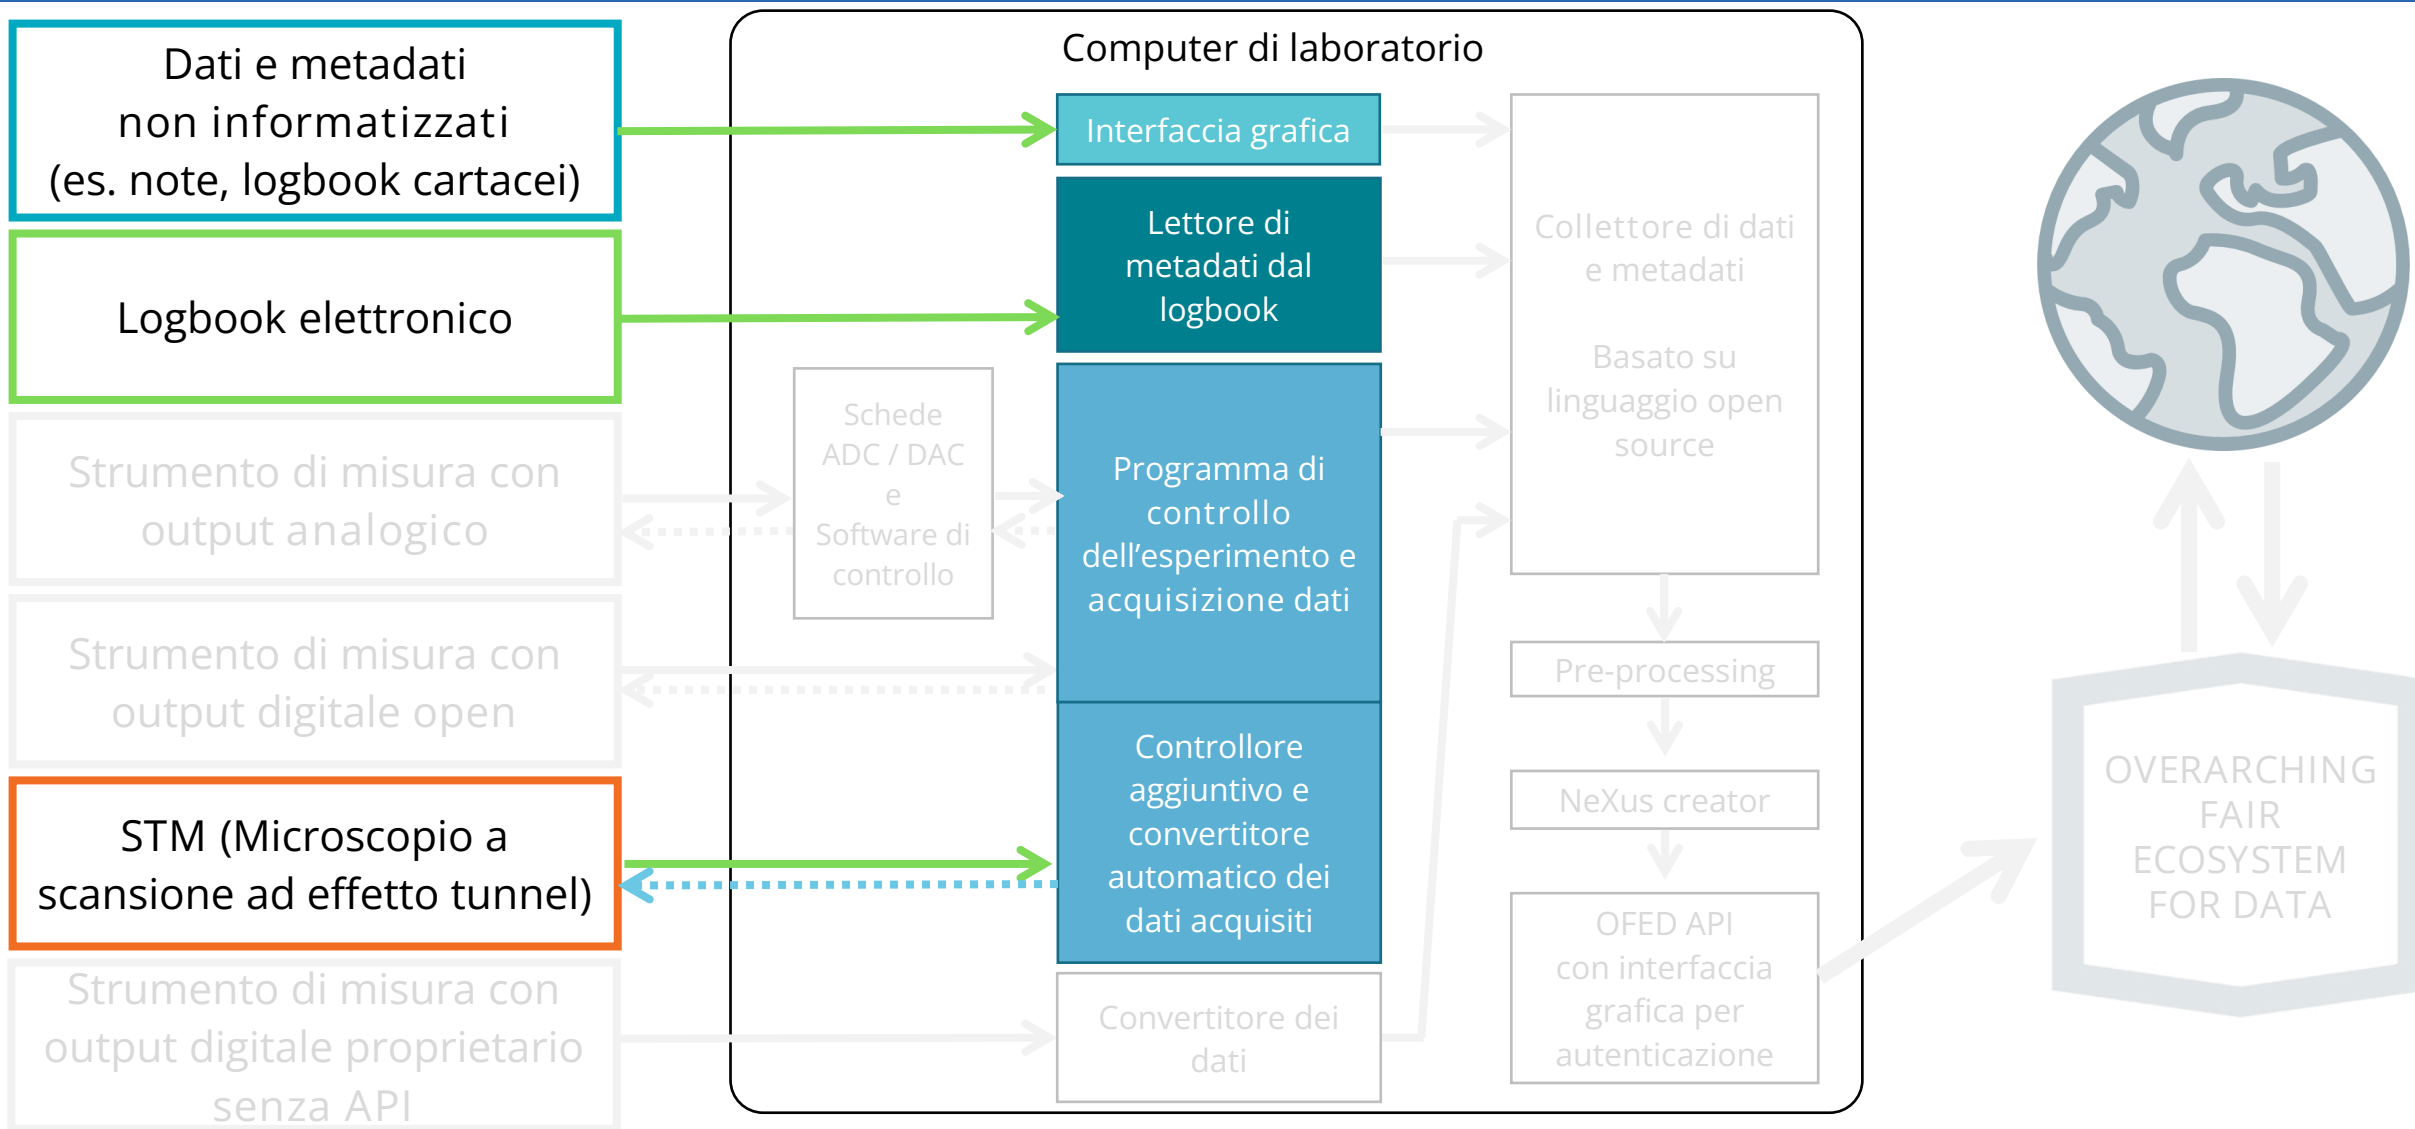 Computer di laboratorio
Dati e metadati
non informatizzati
(es. note, logbook cartacei)
Logbook elettronico
Strumento di misura con
output analogico
Strumento di misura con
output digitale open
STM (Microscopio a
scansione ad effetto tunnel)
Strumento di misura con
output digitale proprietario
senza API
Schede
ADC / DAC
e
Software di
controllo
Interfaccia grafica
Lettore di
metadati dal
logbook
Programma di
controllo
dell'esperimento e
acquisizione dati
Controllore
aggiuntivo e
convertitore
automatico dei
dati acquisiti
Convertitore dei
dati
Collettore di dati
e metadati
Basato su
linguaggio open
source
Pre-processing
NeXus creator
OFED API
con interfaccia
grafica per
autenticazione
OVERARCHING
FAIR
ECOSYSTEM
FOR DATA